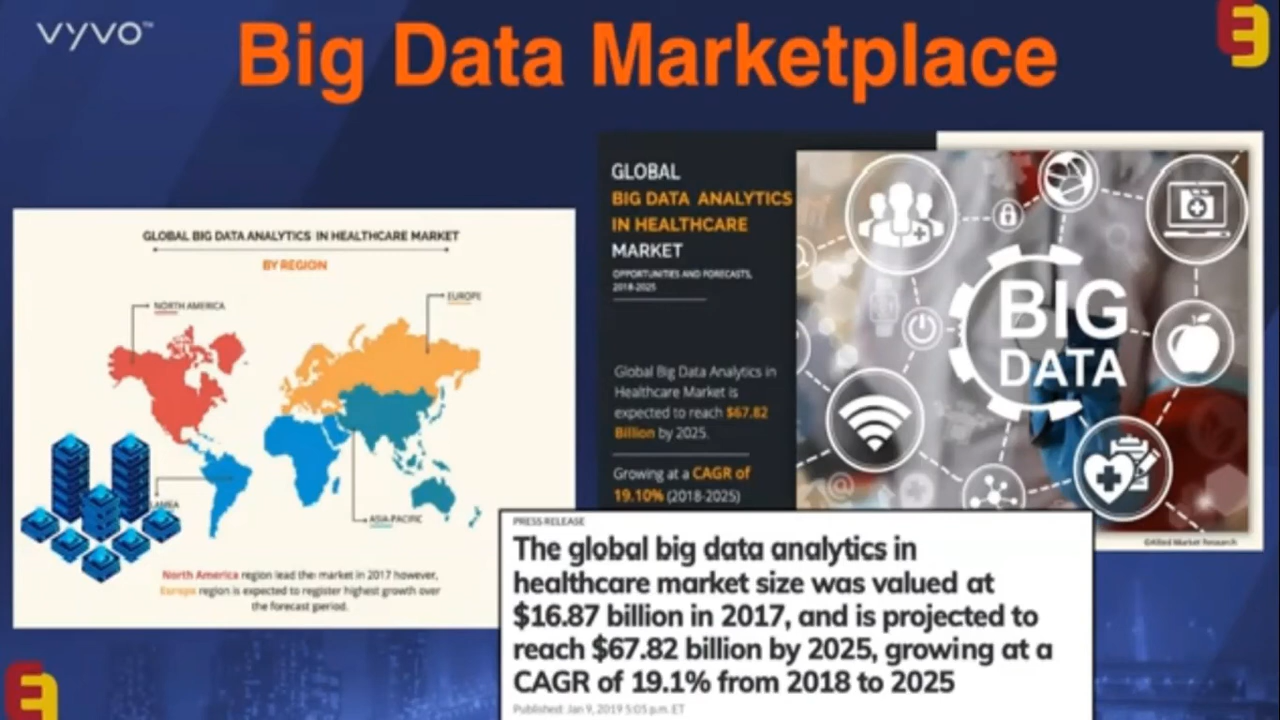 VYVO™
Big Data Marketplace
GLOBAL BIG DATA ANALYTICS IN HEALTHCARE MARKET
BY REGION
NORTH AMERICA
EUROPE
LAMEA
ASIA-PACIFIC
North America region lead the market in 2017 however,
Europe region is expected to register highest growth over
the forecast period.
GLOBAL
BIG DATA ANALYTICS
IN HEALTHCARE
MARKET
OPPORTUNITIES AND FORECASTS,
2018-2025
Global Big Data Analytics in
Healthcare Market is
expected to reach $67.82
Billion by 2025.
Growing at a CAGR of
19.10% (2018-2025)
BIG
DATA
©Allied Market Research
PRESS RELEASE
The global big data analytics in
healthcare market size was valued at
$16.87 billion in 2017, and is projected to
reach $67.82 billion by 2025, growing at a
CAGR of 19.1% from 2018 to 2025
Published: Jan 9, 2019 5:05 p.m. ET